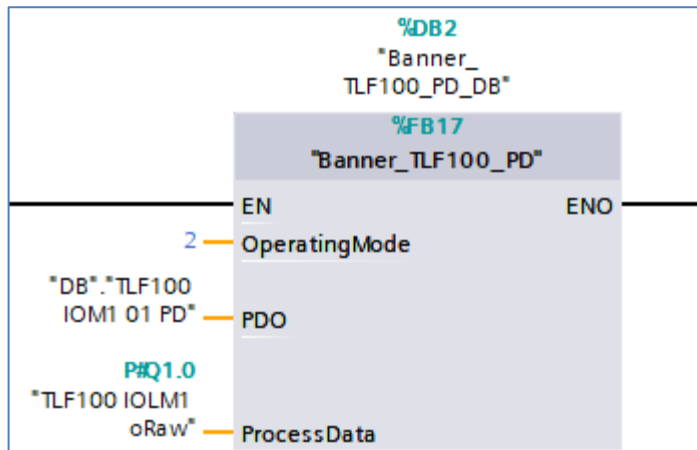 %DB2
"Banner_
TLF100_PD_DB"
%FB17
"Banner_TLF100_PD"
EN ENO
2 OperatingMode
"DB"."TLF100
IOM1 01 PD" PDO
P#Q1.0
"TLF100 IOLM1
oRaw" ProcessData